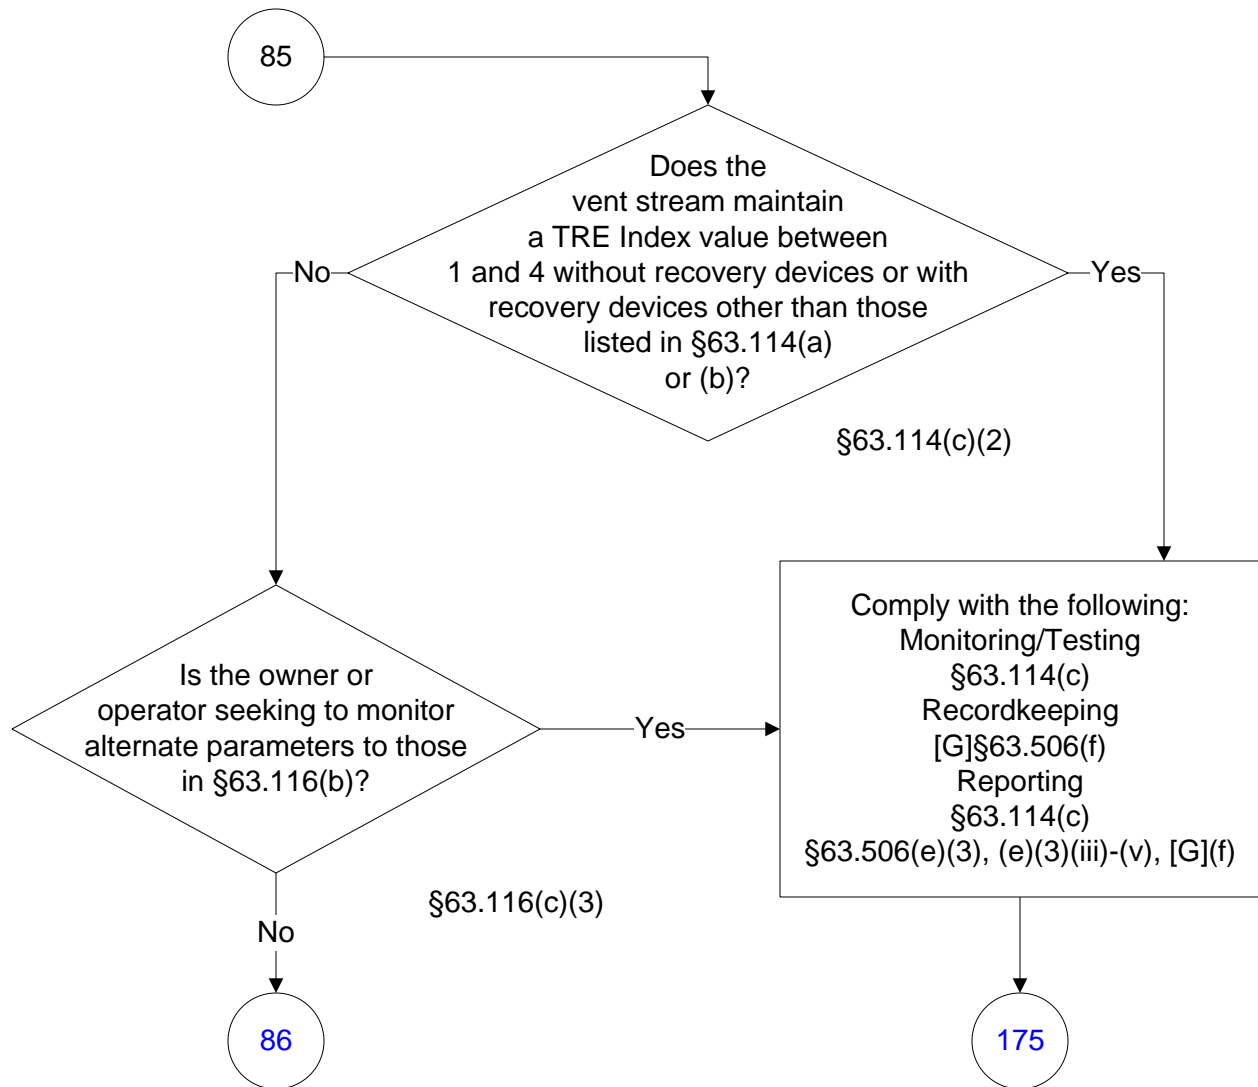 85
Does the
vent stream maintain
a TRE Index value between
1 and 4 without recovery devices or with
recovery devices other than those
listed in §63.114(a)
or (b)?
No
Yes
§63.114(c)(2)
Is the owner or
operator seeking to monitor
alternate parameters to those
in §63.116(b)?
Yes
Comply with the following:
Monitoring/Testing
§63.114(c)
Recordkeeping
[G]§63.506(f)
Reporting
§63.114(c)
§63.506(e)(3), (e)(3)(iii)-(v), [G](f)
§63.116(c)(3)
No
86
175